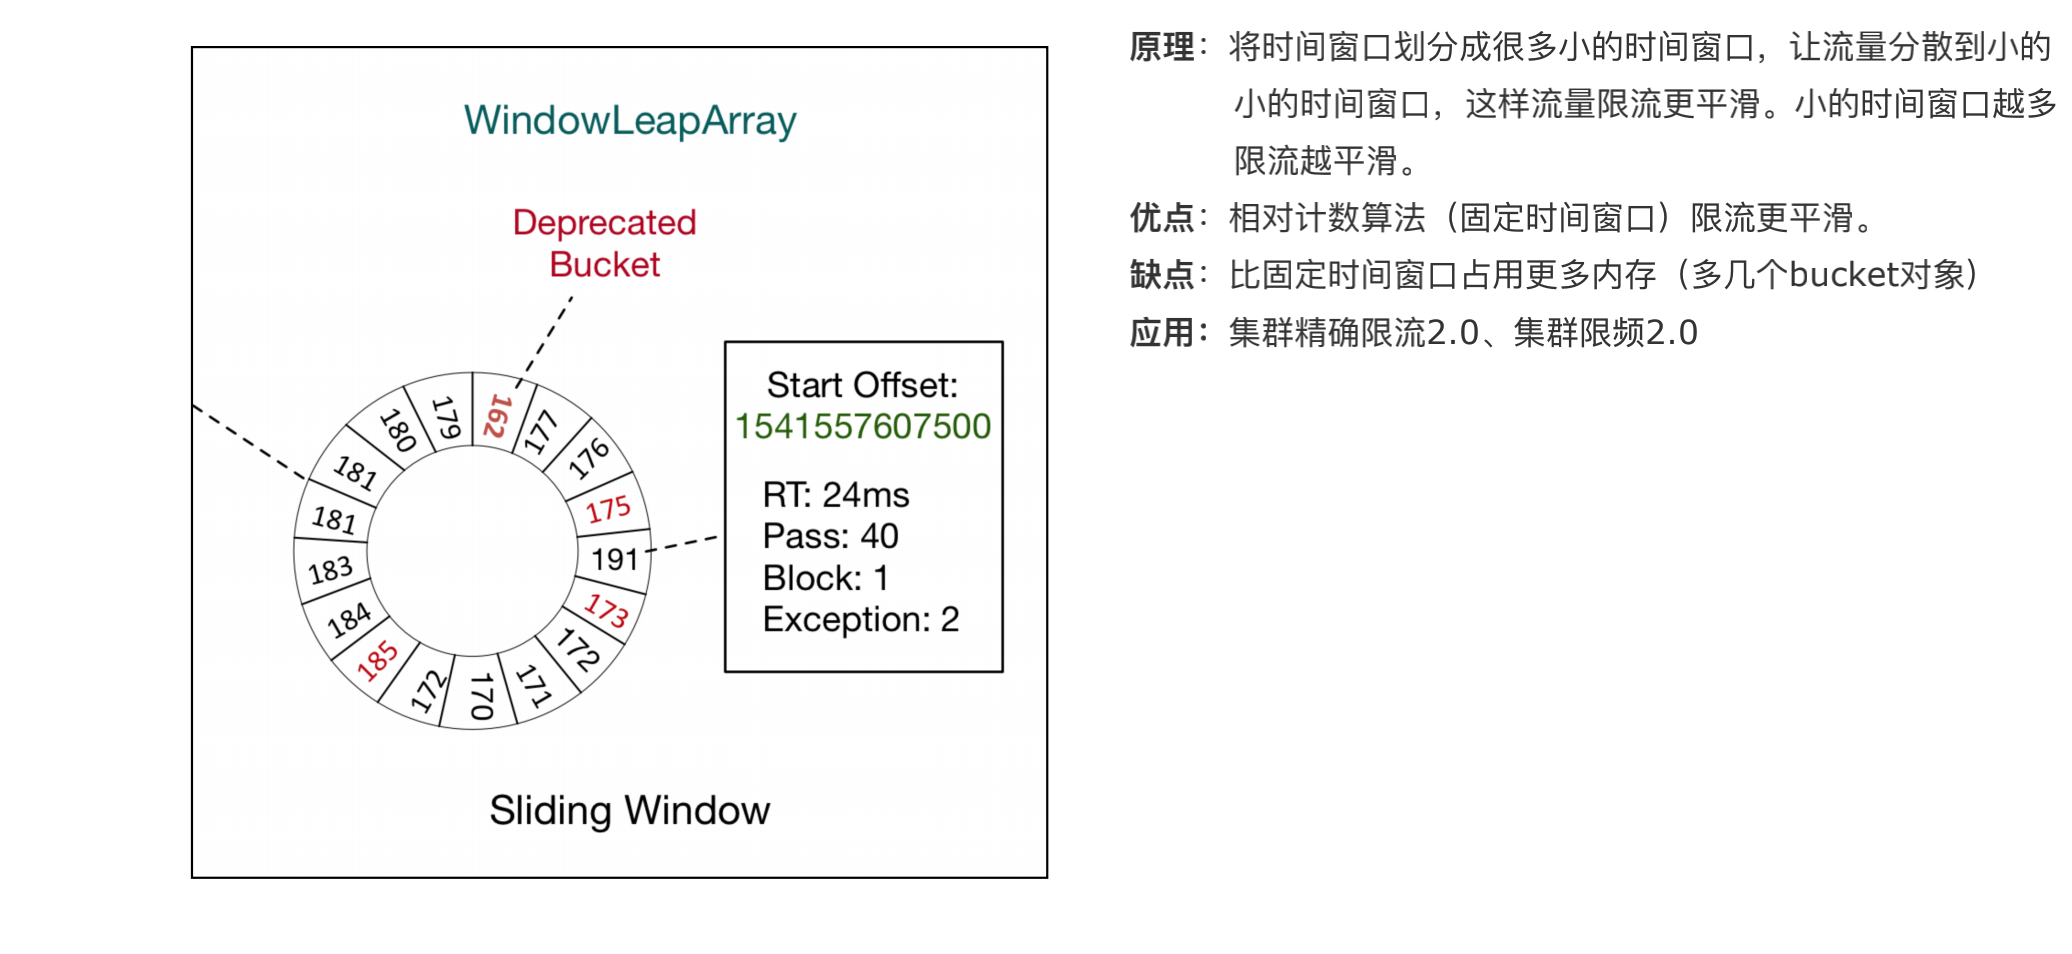 WindowLeapArray
Deprecated
Bucket
162
177
176
175
191
173
172
171
170
172
185
184
183
181
181
180
179
Start Offset:
1541557607500
RT: 24ms
Pass: 40
Block: 1
Exception: 2
Sliding Window
原理：将时间窗口划分成很多小的时间窗口，让流量分散到小的
小的时间窗口，这样流量限流更平滑。小的时间窗口越多
限流越平滑。
优点：相对计数算法（固定时间窗口）限流更平滑。
缺点：比固定时间窗口占用更多内存（多几个bucket对象）
应用：集群精确限流2.0、集群限频2.0